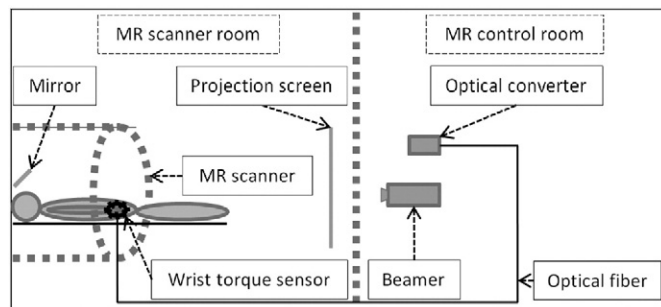 MR scanner room
MR control room
Mirror
Projection screen
Optical converter
MR scanner
Wrist torque sensor
Beamer
Optical fiber